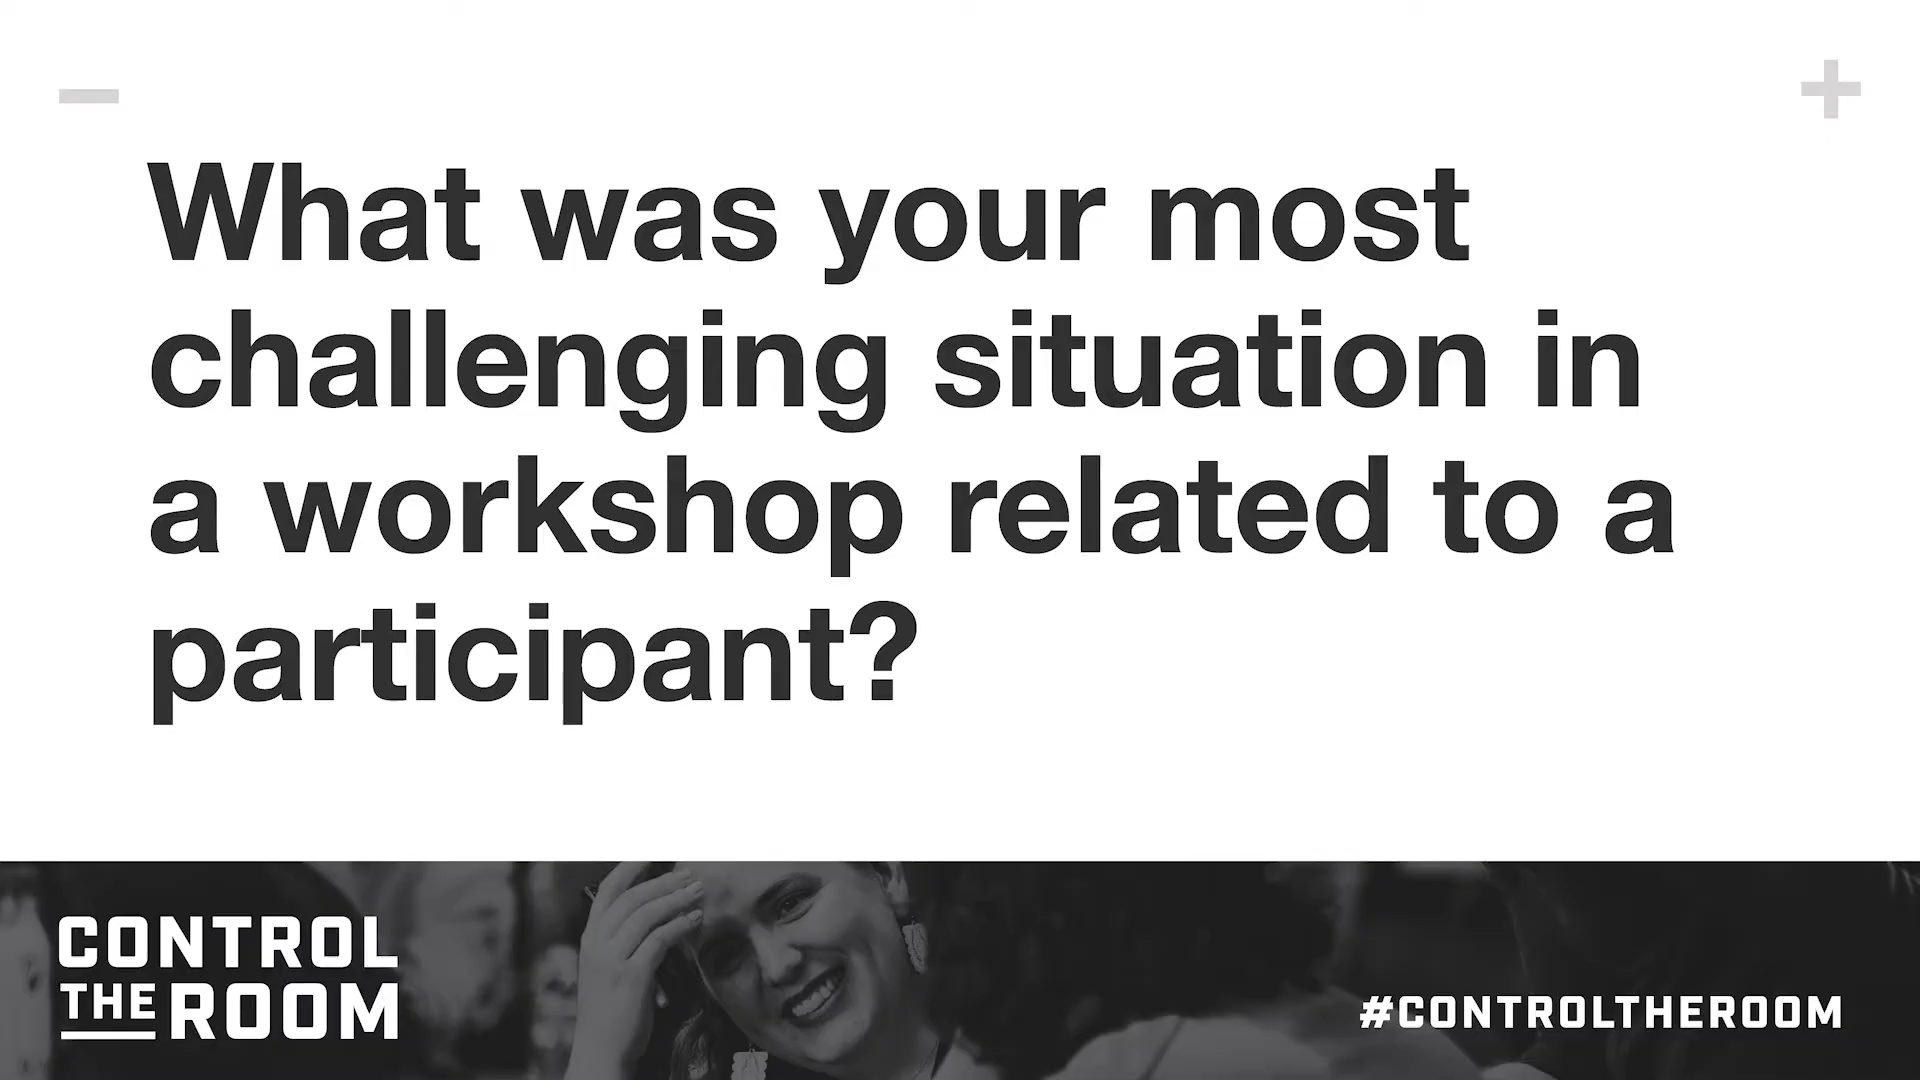 What was your most
challenging situation in
a workshop related to a
participant?
CONTROL
THE ROOM
#CONTROLTHEROOM